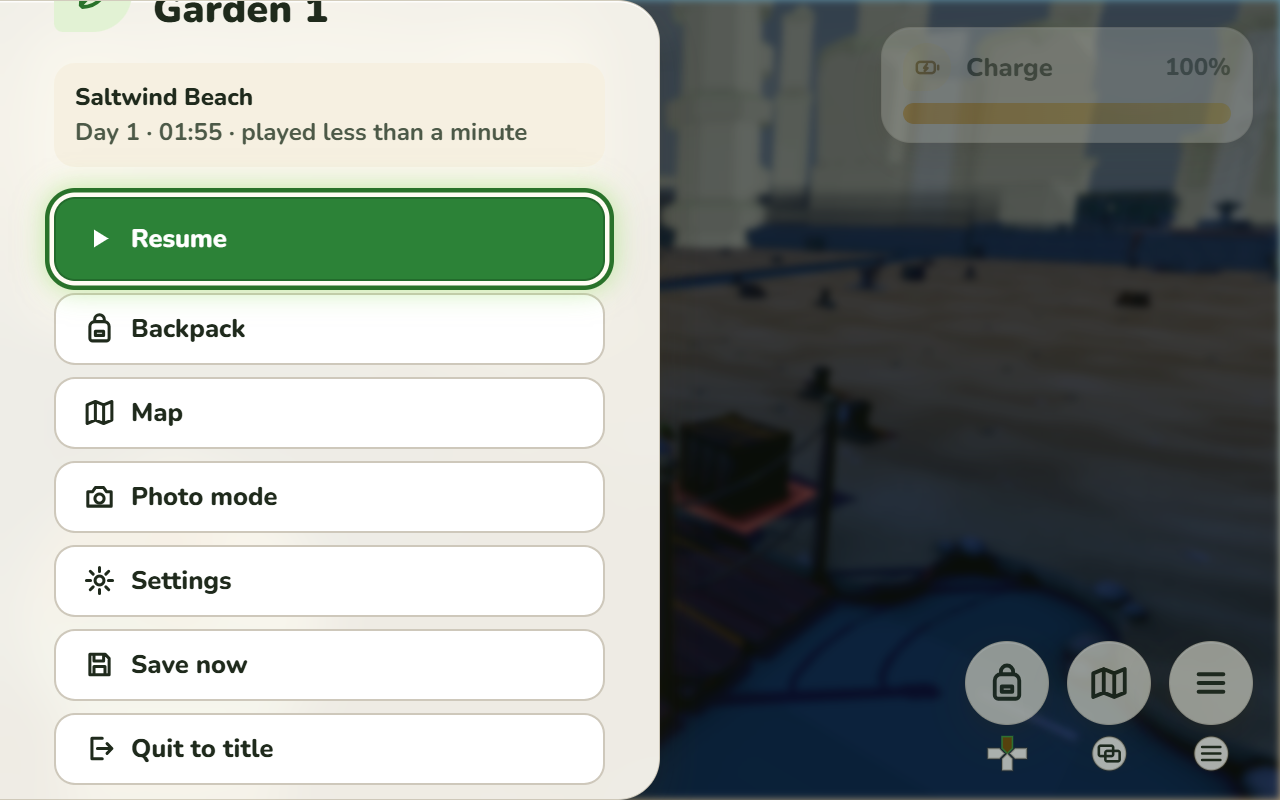 Garden 1
Saltwind Beach
Day 1 · 01:55 · played less than a minute
Resume
Backpack
Map
Photo mode
Settings
Save now
Quit to title
Charge 100%